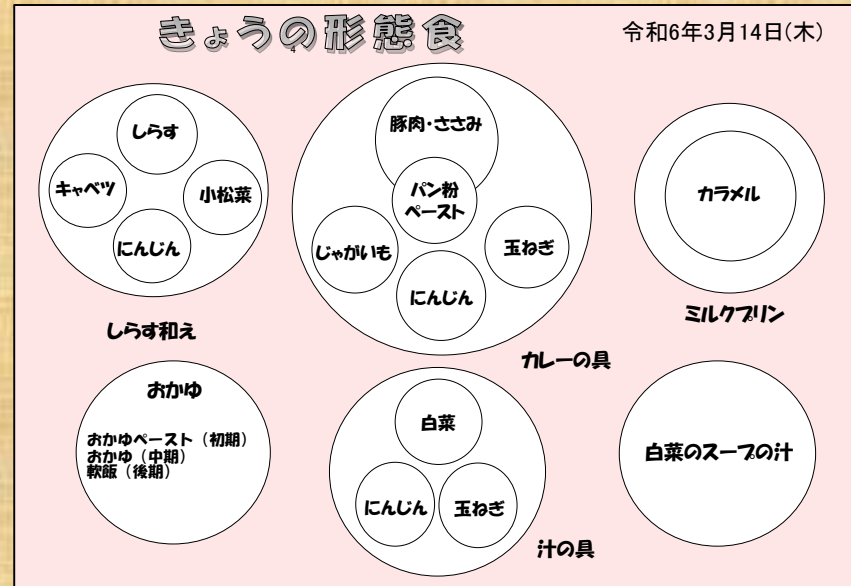 きょうの形態食
4
令和6年3月14日(木)
しらす
キャベツ
小松菜
にんじん
しらす和え
豚肉・ささみ
パン粉
ペースト
じゃがいも
玉ねぎ
にんじん
カレーの具
カラメル
ミルクプリン
おかゆ
おかゆペースト（初期）
おかゆ（中期）
軟飯（後期）
白菜
にんじん
玉ねぎ
汁の具
白菜のスープの汁